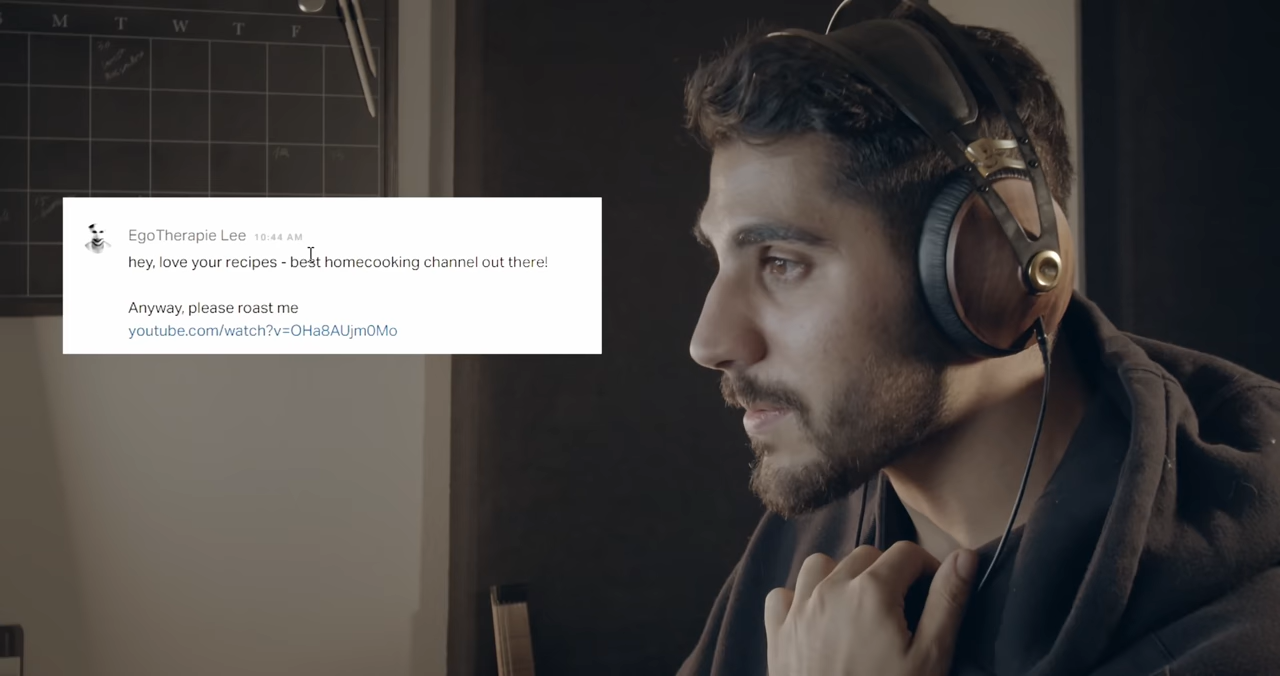 M T W T F
EgoTherapie Lee 10:44 AM
hey, love your recipes - best homecooking channel out there!
Anyway, please roast me
youtube.com/watch?v=OHa8AUjm0Mo